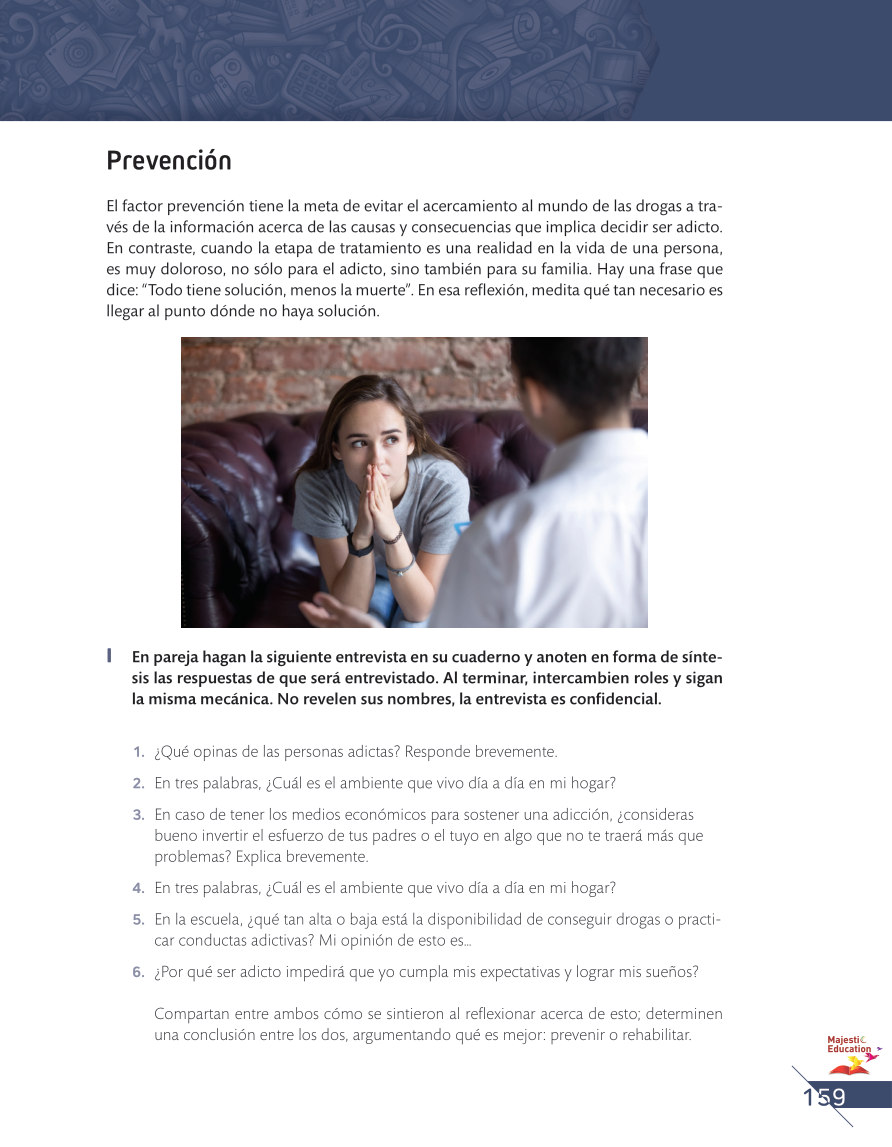 Prevención
El factor prevención tiene la meta de evitar el acercamiento al mundo de las drogas a tra-
vés de la información acerca de las causas y consecuencias que implica decidir ser adicto.
En contraste, cuando la etapa de tratamiento es una realidad en la vida de una persona,
es muy doloroso, no sólo para el adicto, sino también para su familia. Hay una frase que
dice: “Todo tiene solución, menos la muerte”. En esa reflexión, medita qué tan necesario es
llegar al punto dónde no haya solución.
I En pareja hagan la siguiente entrevista en su cuaderno y anoten en forma de sínte-
sis las respuestas de que será entrevistado. Al terminar, intercambien roles y sigan
la misma mecánica. No revelen sus nombres, la entrevista es confidencial.
1. ¿Qué opinas de las personas adictas? Responde brevemente.
2. En tres palabras, ¿Cuál es el ambiente que vivo día a día en mi hogar?
3. En caso de tener los medios económicos para sostener una adicción, ¿consideras
bueno invertir el esfuerzo de tus padres o el tuyo en algo que no te traerá más que
problemas? Explica brevemente.
4. En tres palabras, ¿Cuál es el ambiente que vivo día a día en mi hogar?
5. En la escuela, ¿qué tan alta o baja está la disponibilidad de conseguir drogas o practi-
car conductas adictivas? Mi opinión de esto es…
6. ¿Por qué ser adicto impedirá que yo cumpla mis expectativas y lograr mis sueños?
Compartan entre ambos cómo se sintieron al reflexionar acerca de esto; determinen
una conclusión entre los dos, argumentando qué es mejor: prevenir o rehabilitar.
Majestic
Education
159